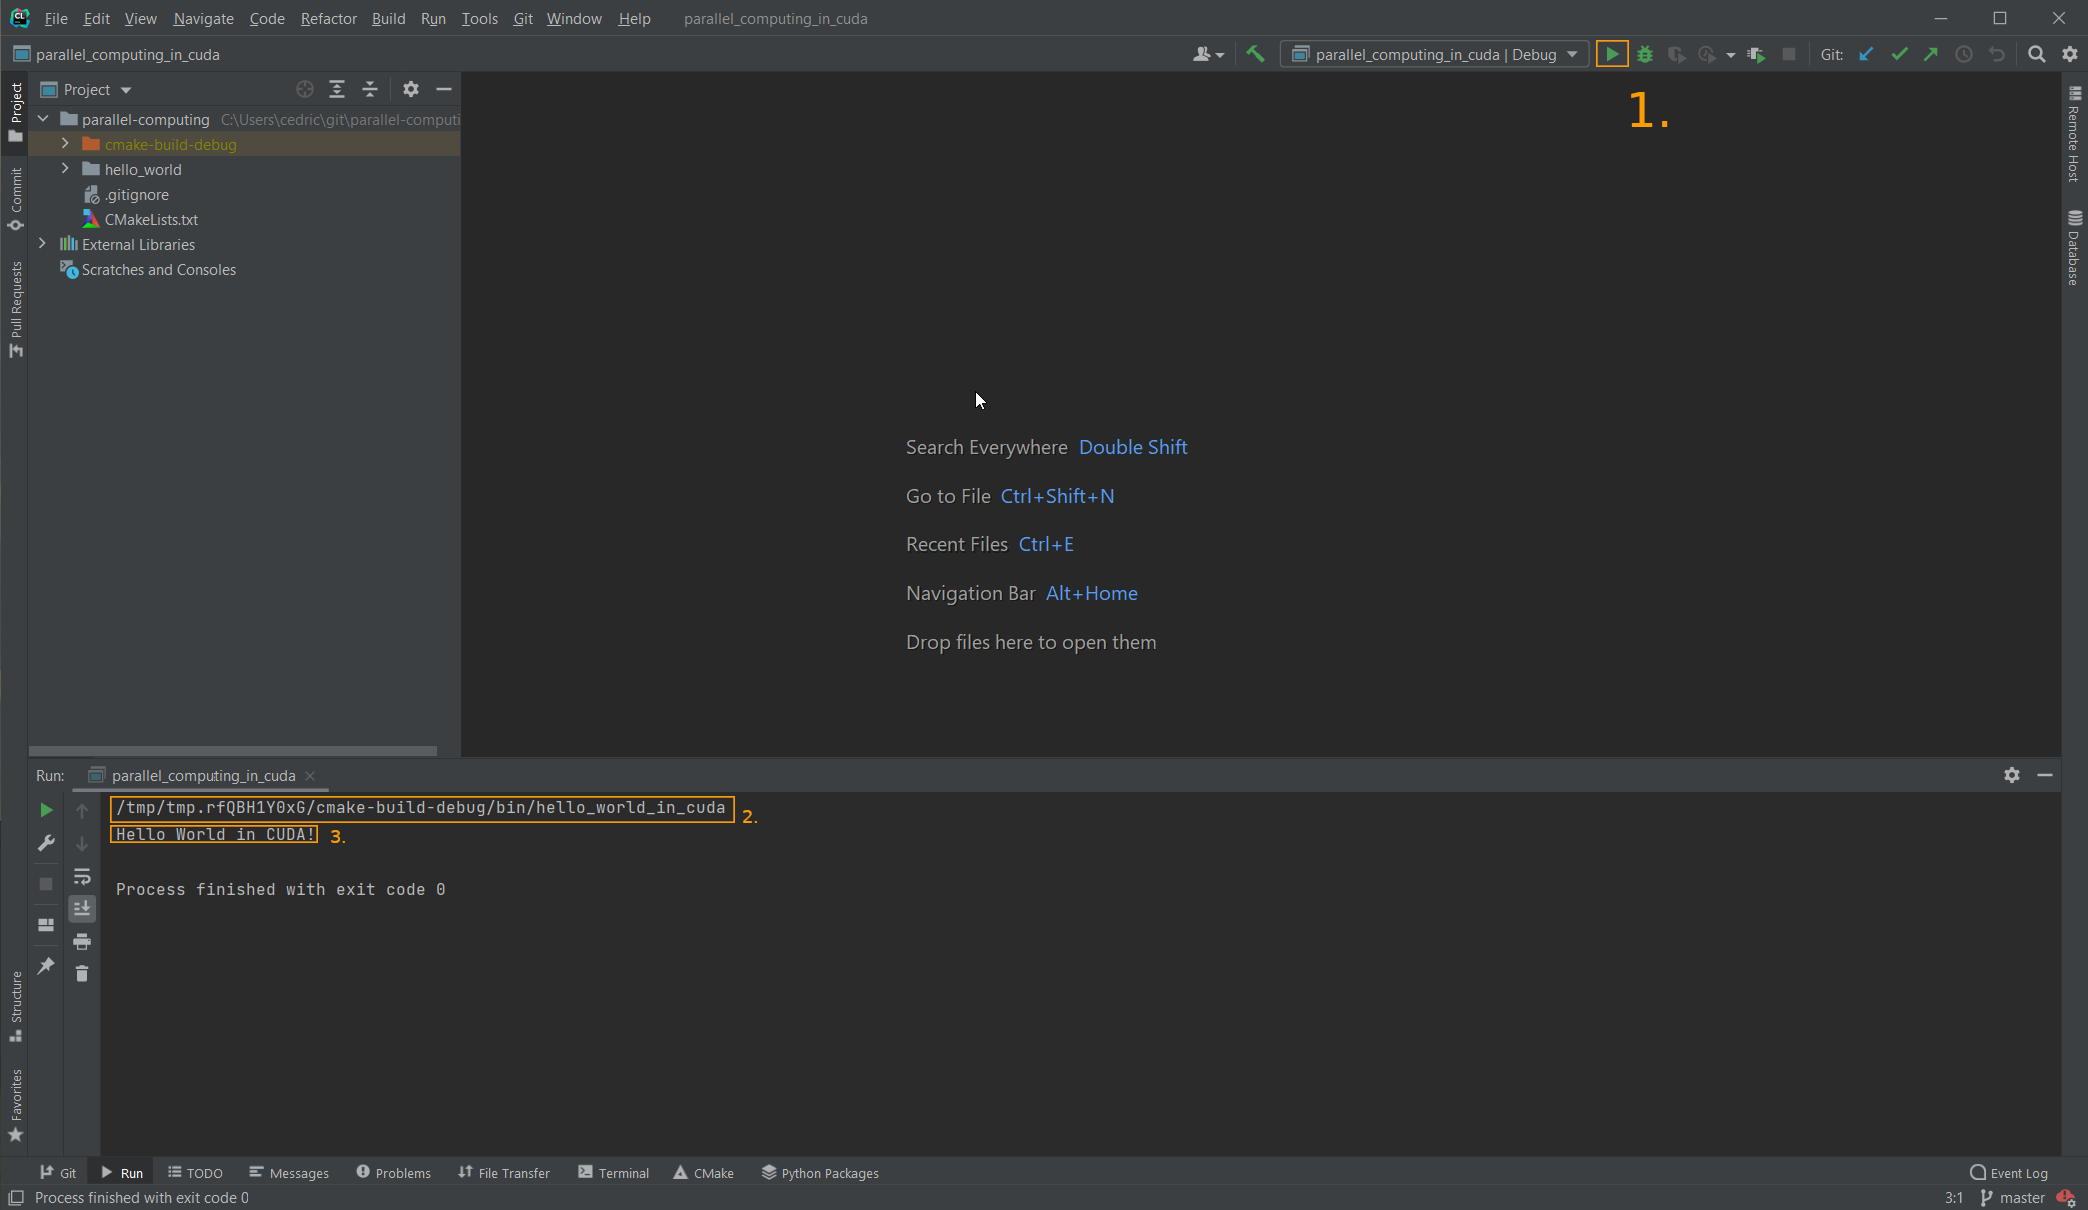 File Edit View Navigate Code Refactor Build Run Tools Git Window Help parallel_computing_in_cuda
parallel_computing_in_cuda
parallel_computing_in_cuda | Debug
Git:
1.
Project
Project
parallel-computing C:\Users\cedric\git\parallel-computi
cmake-build-debug
hello_world
.gitignore
CMakeLists.txt
External Libraries
Scratches and Consoles
Commit
Pull Requests
Remote Host
Database
Search Everywhere Double Shift
Go to File Ctrl+Shift+N
Recent Files Ctrl+E
Navigation Bar Alt+Home
Drop files here to open them
Run: parallel_computing_in_cuda
/tmp/tmp.rfQBH1Y0xG/cmake-build-debug/bin/hello_world_in_cuda 2.
Hello World in CUDA! 3.
Process finished with exit code 0
Structure
Favorites
Git Run TODO Messages Problems File Transfer Terminal CMake Python Packages Event Log
Process finished with exit code 0 3:1 master